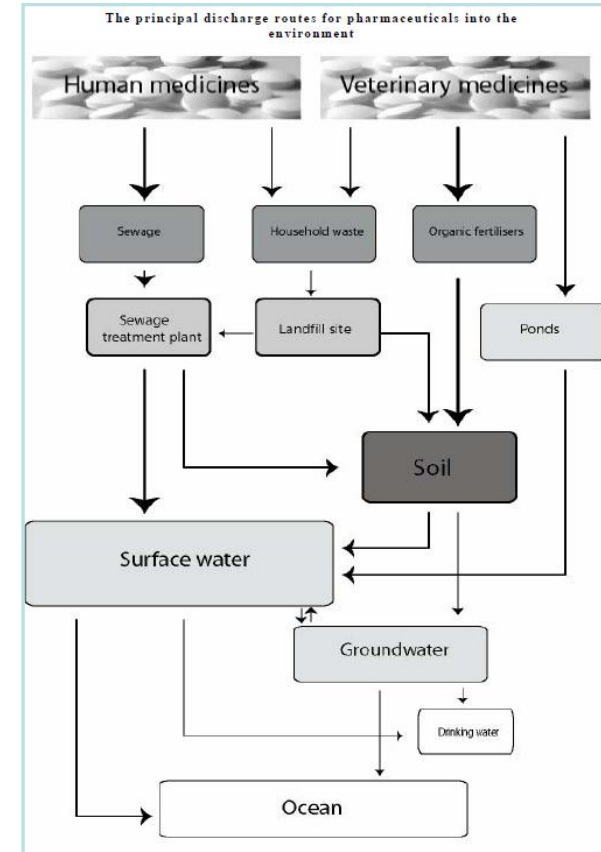 The principal discharge routes for pharmaceuticals into the
environment
Human medicines
Veterinary medicines
Sewage
Household waste
Organic fertilisers
Sewage
treatment plant
Landfill site
Ponds
Soil
Surface water
Groundwater
Drinking water
Ocean